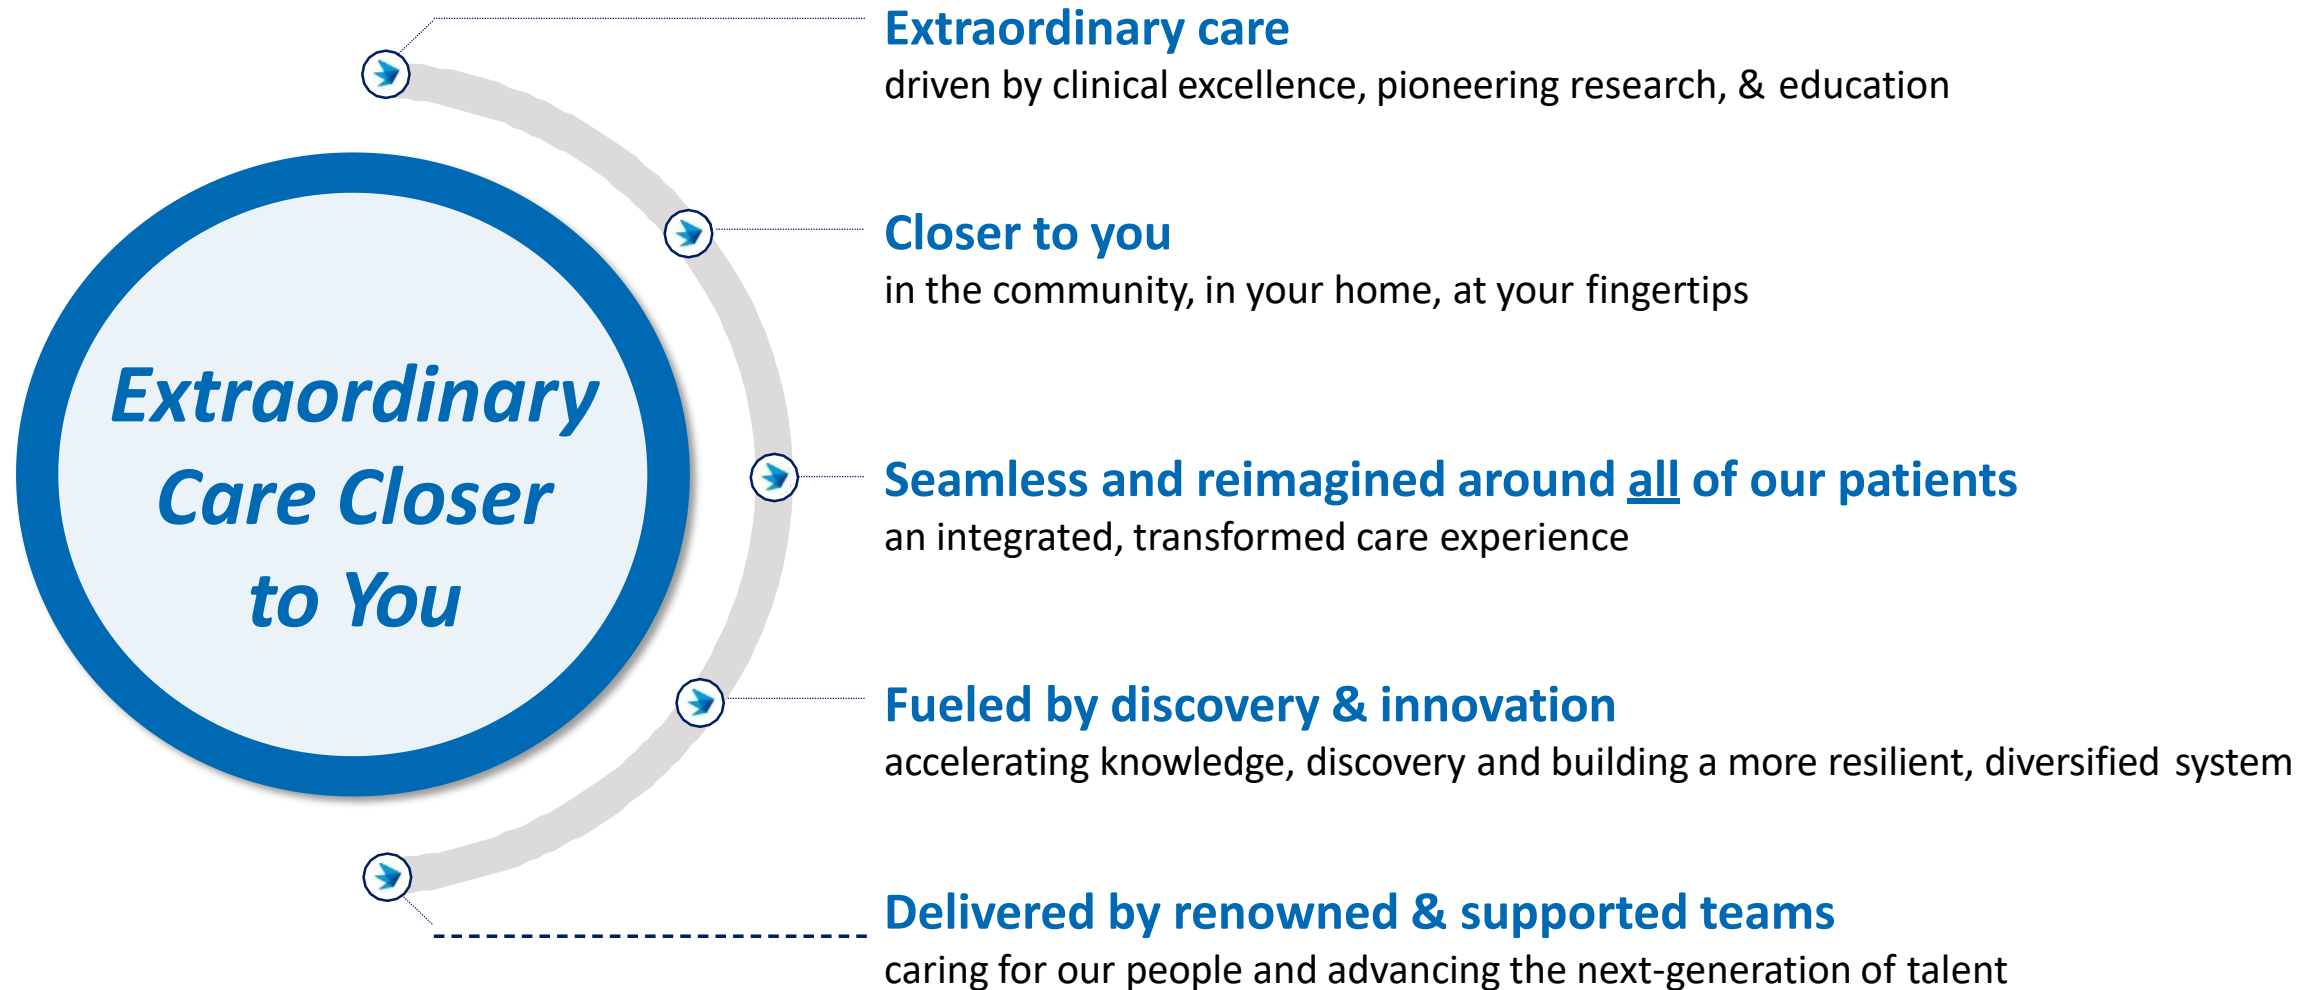 Extraordinary
Care Closer
to You
Extraordinary care
driven by clinical excellence, pioneering research, & education
Closer to you
in the community, in your home, at your fingertips
Seamless and reimagined around all of our patients
an integrated, transformed care experience
Fueled by discovery & innovation
accelerating knowledge, discovery and building a more resilient, diversified system
Delivered by renowned & supported teams
caring for our people and advancing the next-generation of talent